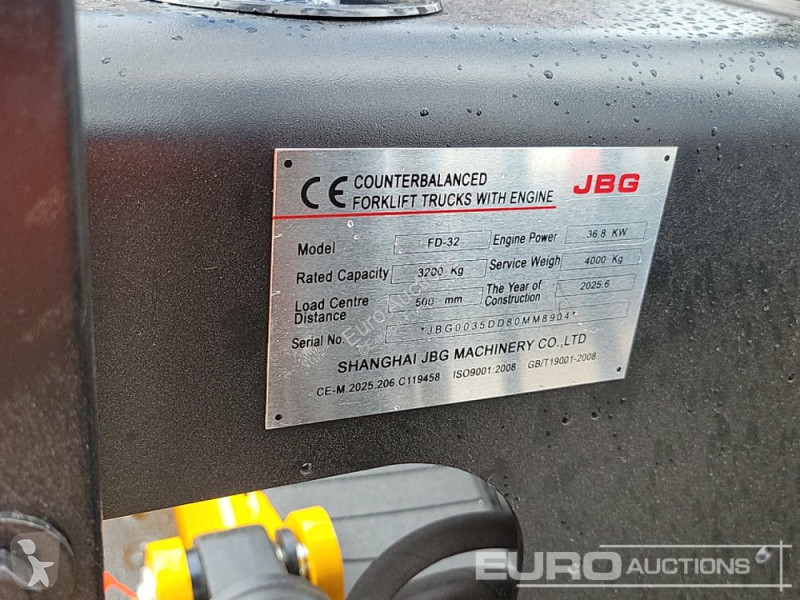 CE COUNTERBALANCED
FORKLIFT TRUCKS WITH ENGINE
JBG
Model FD-32 Engine Power 36.8 KW
Rated Capacity 3200 Kg Service Weigh 4000 Kg
Load Centre Distance 500 mm The Year of Construction 2025.6
Serial No. *JBG0035DD80MM8904*
SHANGHAI JBG MACHINERY CO.,LTD
CE-M.2025.206.C119458 ISO9001:2008 GB/T19001-2008
Euro Auctions
EURO AUCTIONS